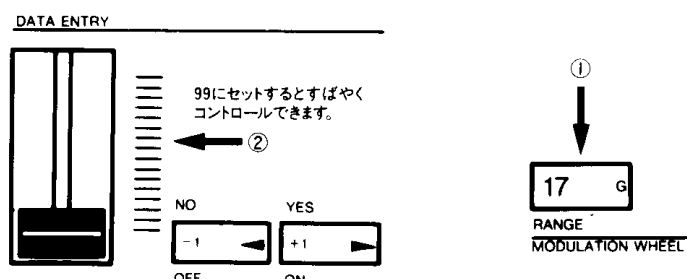 DATA ENTRY
99にセットするとすばやく
コントロールできます。
②
①
NO
YES
-1
+1
OFF
ON
17 G
RANGE
MODULATION WHEEL